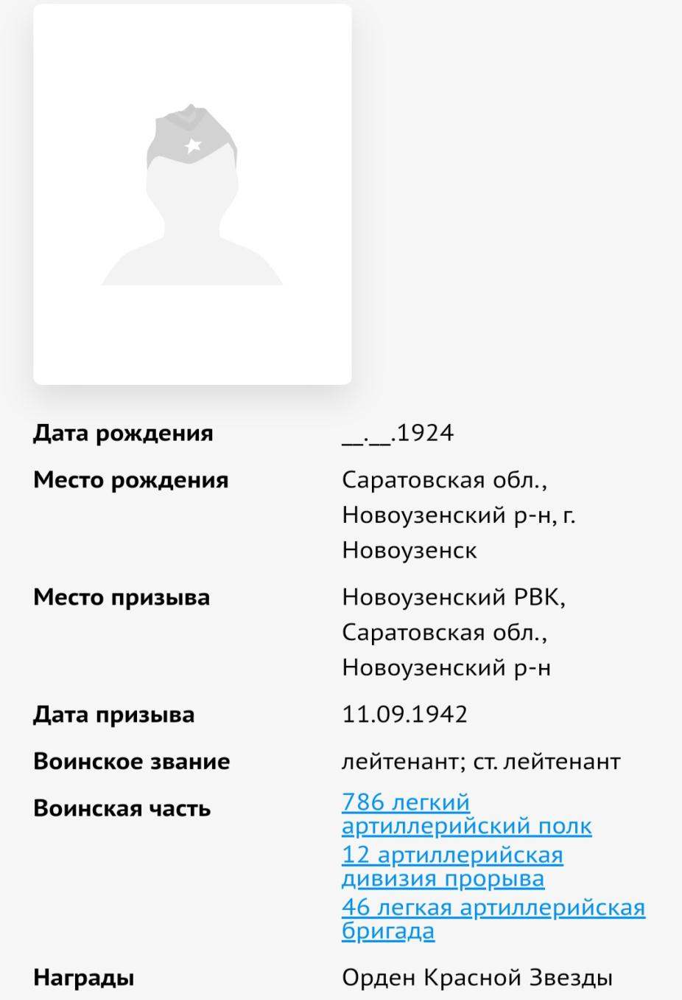 Дата рождения __.__.1924
Место рождения Саратовская обл.,
Новоузенский р-н, г.
Новоузенск
Место призыва Новоузенский РВК,
Саратовская обл.,
Новоузенский р-н
Дата призыва 11.09.1942
Воинское звание лейтенант; ст. лейтенант
Воинская часть 786 легкий
артиллерийский полк
12 артиллерийская
дивизия прорыва
46 легкая артиллерийская
бригада
Награды Орден Красной Звезды